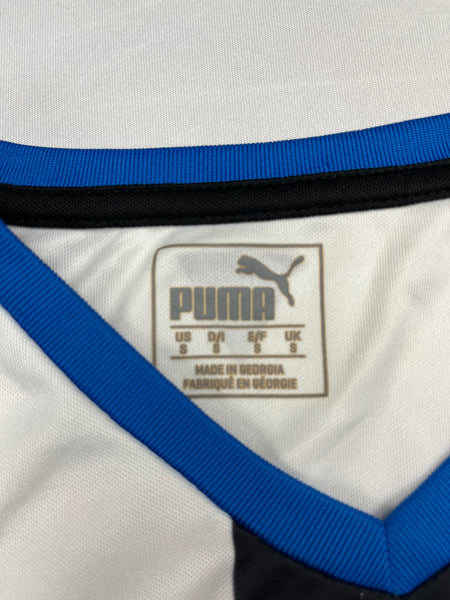 PUMA
US D/I E/F UK
S S S S
MADE IN GEORGIA
FABRIQUÉ EN GÉORGIE